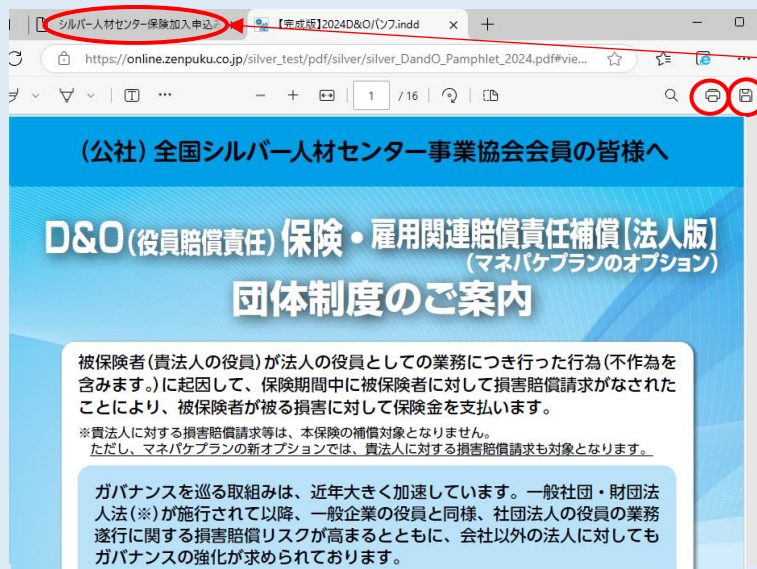 シルバー人材センター保険加入申込み
【完成版】2024D&Oパンフ.indd
https://online.zenpuku.co.jp/silver_test/pdf/silver/silver_DandO_Pamphlet_2024.pdf#vie...
1 / 16
(公社)全国シルバー人材センター事業協会会員の皆様へ
D&O(役員賠償責任)保険・雇用関連賠償責任補償【法人版】
(マネパケプランのオプション)
団体制度のご案内
被保険者(貴法人の役員)が法人の役員としての業務につき行った行為(不作為を
含みます。)に起因して、保険期間中に被保険者に対して損害賠償請求がなされた
ことにより、被保険者が被る損害に対して保険金を支払います。
※貴法人に対する損害賠償請求等は、本保険の補償対象となりません。
ただし、マネパケプランの新オプションでは、貴法人に対する損害賠償請求も対象となります。
ガバナンスを巡る取組みは、近年大きく加速しています。一般社団・財団法
人法(※)が施行されて以降、一般企業の役員と同様、社団法人の役員の業務
遂行に関する損害賠償リスクが高まるとともに、会社以外の法人に対しても
ガバナンスの強化が求められております。